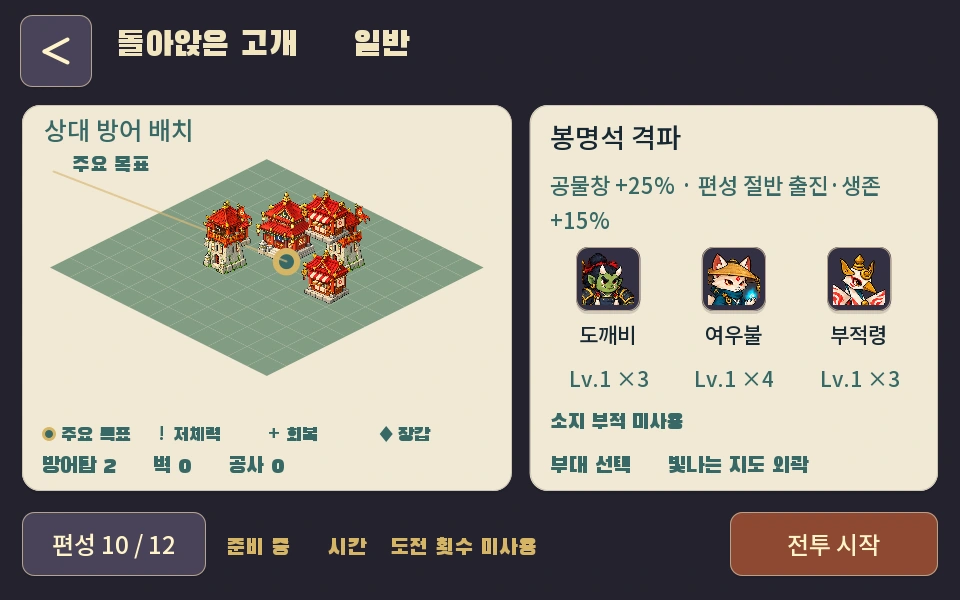 < 돌아앉은 고개 일반
상대 방어 배치
주요 목표
주요 목표 ! 저체력 + 회복 ♦ 장갑
방어탑 2 벽 0 공사 0
봉명석 격파
공물창 +25% · 편성 절반 출진·생존
+15%
도깨비 여우불 부적령
Lv.1 ×3 Lv.1 ×4 Lv.1 ×3
소지 부적 미사용
부대 선택 빛나는 지도 외곽
편성 10 / 12
준비 중 시간 도전 횟수 미사용
전투 시작